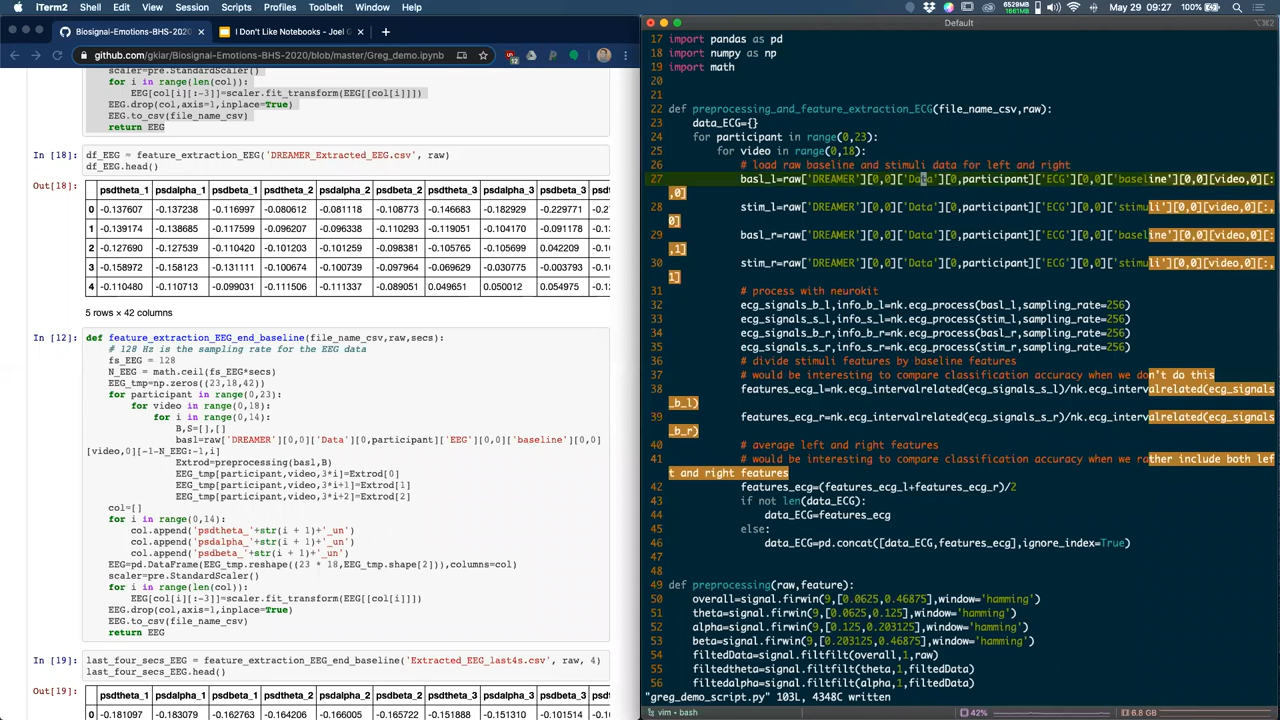 Shell Edit View Session Scripts Profiles Toolbelt Window Help
6529MB
1661MB
Mon 09:27 100%
Biosignal-Emotions-BHS-2020/
I Don't Like Notebooks - Joel G
Default
⌥⌘2
github.com/gkiar/Biosignal-Emotions-BHS-2020/blob/master/Greg_demo.ipynb
12
scaler=pre.StandardScaler()
for i in range(len(col)):
EEG[col[i]][:-3]=scaler.fit_transform(EEG[[col[i]]])
EEG.drop(col,axis=1,inplace=True)
EEG.to_csv(file_name_csv)
return EEG
In [18] df_EEG = feature_extraction_EEG('DREAMER_Extracted_EEG.csv', raw)
df_EEG.head()
Out[18]
psdtheta_1 psdalpha_1 psdbeta_1 psdtheta_2 psdalpha_2 psdbeta_2 psdtheta_3 psdalpha_3 psdbeta_3 psdth
0 -0.137607 -0.137238 -0.116997 -0.080612 -0.081118 -0.108773 -0.146683 -0.182929 -0.229711 -0.2
1 -0.139174 -0.138685 -0.117599 -0.096207 -0.096338 -0.110293 -0.119051 -0.104170 -0.091178 -0.1
2 -0.127690 -0.127539 -0.110420 -0.101203 -0.101259 -0.098381 -0.105765 -0.105699 0.042209 -0.1
3 -0.158972 -0.158123 -0.131111 -0.100674 -0.100739 -0.097964 -0.069629 -0.030775 -0.003793 -0.1
4 -0.110480 -0.110713 -0.099031 -0.111506 -0.111337 -0.089051 0.049651 0.050012 0.054975 -0.1
5 rows × 42 columns
In [12] def feature_extraction_EEG_end_baseline(file_name_csv,raw,secs):
# 128 Hz is the sampling rate for the EEG data
fs_EEG = 128
N_EEG = math.ceil(fs_EEG*secs)
EEG_tmp=np.zeros((23,18,42))
for participant in range(0,23):
for video in range(0,18):
for i in range(0,14):
B,S=[],[]
basl=raw['DREAMER'][0,0]['Data'][0,participant]['EEG'][0,0]['baseline'][0,0]
[video,0][-1-N_EEG:-1,i]
Extrod=preprocessing(basl,B)
EEG_tmp[participant,video,3*i]=Extrod[0]
EEG_tmp[participant,video,3*i+1]=Extrod[1]
EEG_tmp[participant,video,3*i+2]=Extrod[2]
col=[]
for i in range(0,14):
col.append('psdtheta_'+str(i + 1)+'_un')
col.append('psdalpha_'+str(i + 1)+'_un')
col.append('psdbeta_'+str(i + 1)+'_un')
EEG=pd.DataFrame(EEG_tmp.reshape((23 * 18,EEG_tmp.shape[2])),columns=col)
scaler=pre.StandardScaler()
for i in range(len(col)):
EEG[col[i]][:-3]=scaler.fit_transform(EEG[[col[i]]])
EEG.drop(col,axis=1,inplace=True)
EEG.to_csv(file_name_csv)
return EEG
In [19] last_four_secs_EEG = feature_extraction_EEG_end_baseline('Extracted_EEG_last4s.csv', raw, 4)
last_four_secs_EEG.head()
Out[19]
psdtheta_1 psdalpha_1 psdbeta_1 psdtheta_2 psdalpha_2 psdbeta_2 psdtheta_3 psdalpha_3 psdbeta_3 psdth
0 -0.181097 -0.183079 -0.162763 -0.164206 -0.166005 -0.165722 -0.151988 -0.151310 -0.101514 -0.1
17 import pandas as pd
18 import numpy as np
19 import math
20
21
22 def preprocessing_and_feature_extraction_ECG(file_name_csv,raw):
23 data_ECG={}
24 for participant in range(0,23):
25 for video in range(0,18):
26 # load raw baseline and stimuli data for left and right
27 basl_l=raw['DREAMER'][0,0]['Data'][0,participant]['ECG'][0,0]['baseline'][0,0][video,0][:
,0]
28 stim_l=raw['DREAMER'][0,0]['Data'][0,participant]['ECG'][0,0]['stimuli'][0,0][video,0][:,
0]
29 basl_r=raw['DREAMER'][0,0]['Data'][0,participant]['ECG'][0,0]['baseline'][0,0][video,0][:
,1]
30 stim_r=raw['DREAMER'][0,0]['Data'][0,participant]['ECG'][0,0]['stimuli'][0,0][video,0][:,
1]
31 # process with neurokit
32 ecg_signals_b_l,info_b_l=nk.ecg_process(basl_l,sampling_rate=256)
33 ecg_signals_s_l,info_s_l=nk.ecg_process(stim_l,sampling_rate=256)
34 ecg_signals_b_r,info_b_r=nk.ecg_process(basl_r,sampling_rate=256)
35 ecg_signals_s_r,info_s_r=nk.ecg_process(stim_r,sampling_rate=256)
36 # divide stimuli features by baseline features
37 # would be interesting to compare classification accuracy when we don't do this
38 features_ecg_l=nk.ecg_intervalrelated(ecg_signals_s_l)/nk.ecg_intervalrelated(ecg_signals
_b_l)
39 features_ecg_r=nk.ecg_intervalrelated(ecg_signals_s_r)/nk.ecg_intervalrelated(ecg_signals
_b_r)
40 # average left and right features
41 # would be interesting to compare classification accuracy when we rather include both lef
t and right features
42 features_ecg=(features_ecg_l+features_ecg_r)/2
43 if not len(data_ECG):
44 data_ECG=features_ecg
45 else:
46 data_ECG=pd.concat([data_ECG,features_ecg],ignore_index=True)
47
48
49 def preprocessing(raw,feature):
50 overall=signal.firwin(9,[0.0625,0.46875],window='hamming')
51 theta=signal.firwin(9,[0.0625,0.125],window='hamming')
52 alpha=signal.firwin(9,[0.125,0.203125],window='hamming')
53 beta=signal.firwin(9,[0.203125,0.46875],window='hamming')
54 filtedData=signal.filtfilt(overall,1,raw)
55 filtedtheta=signal.filtfilt(theta,1,filtedData)
56 filtedalpha=signal.filtfilt(alpha,1,filtedData)
"greg_demo_script.py" 103L, 4348C written
vim • bash
42%
6.8 GB